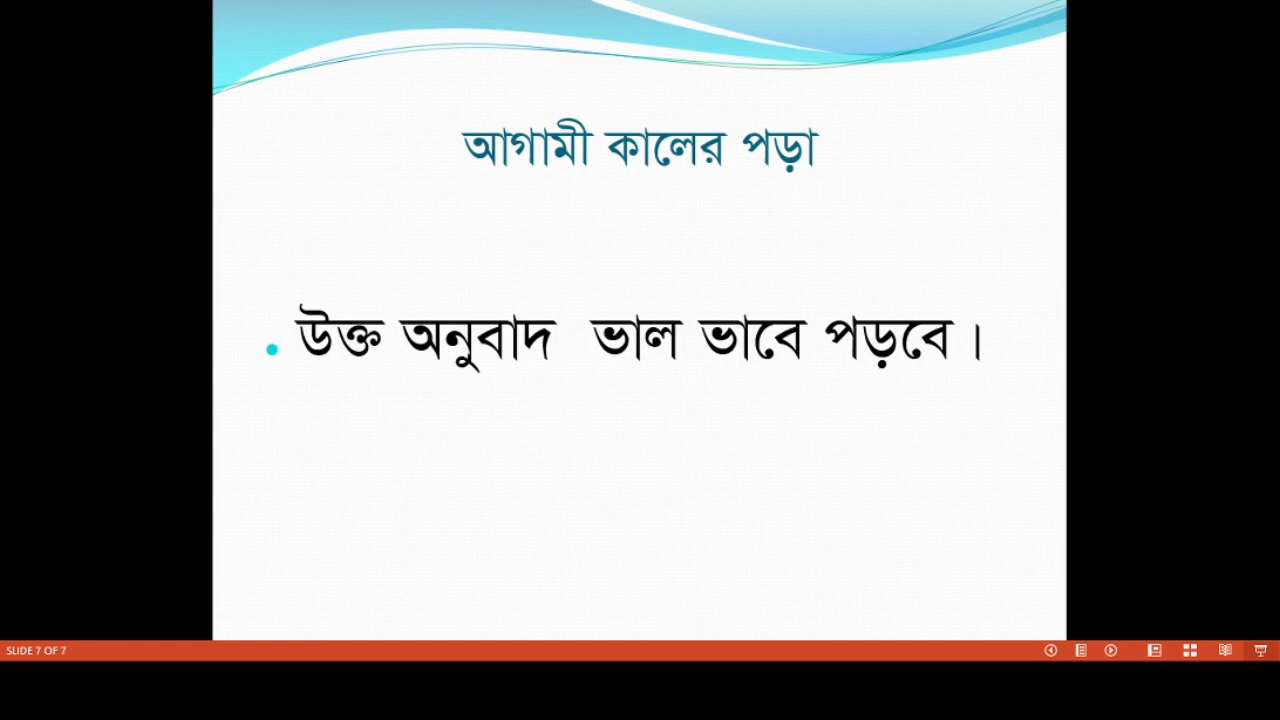 আগামী কালের পড়া
• উক্ত অনুবাদ ভাল ভাবে পড়বে।
SLIDE 7 OF 7